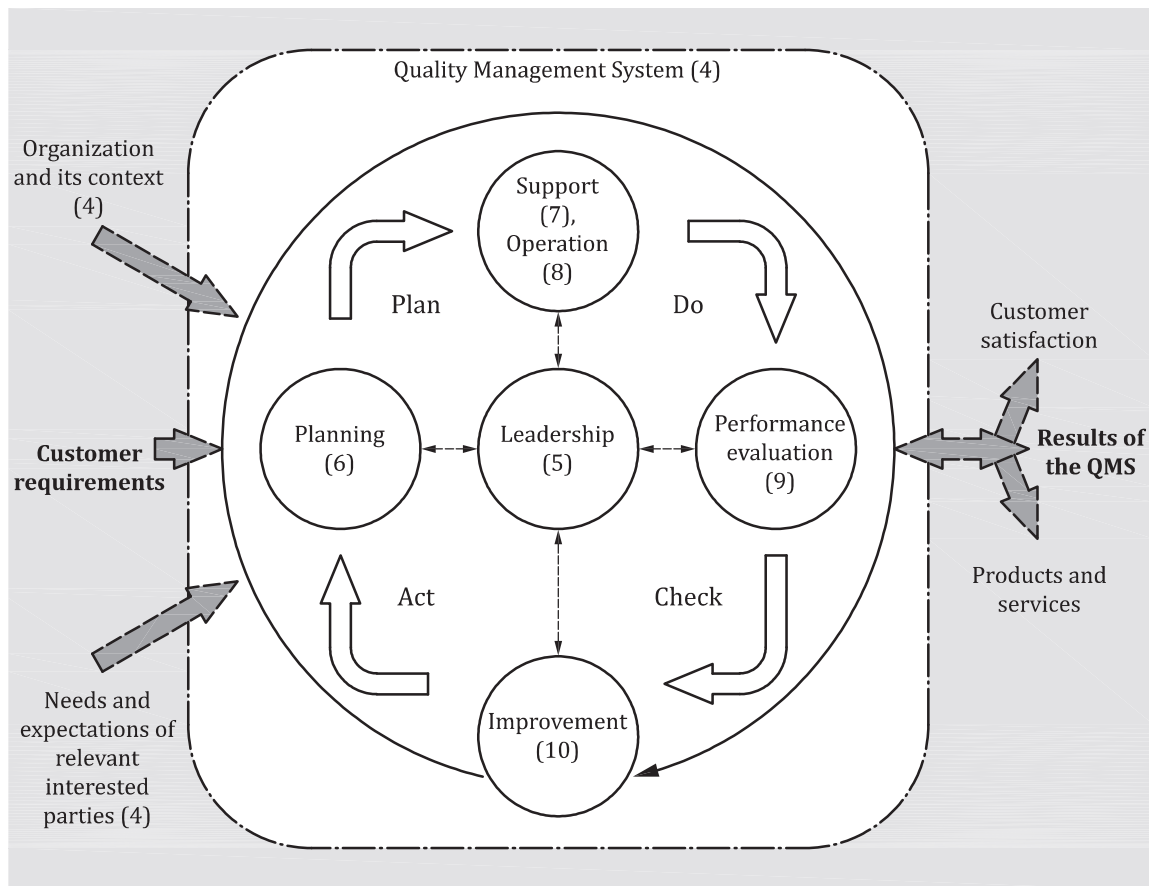 Quality Management System (4)
Organization
and its context
(4)
Support
(7),
Operation
(8)
Plan
Do
Customer
satisfaction
Customer
requirements
Planning
(6)
Leadership
(5)
Performance
evaluation
(9)
Results of
the QMS
Act
Check
Products and
services
Needs and
expectations of
relevant
interested
parties (4)
Improvement
(10)